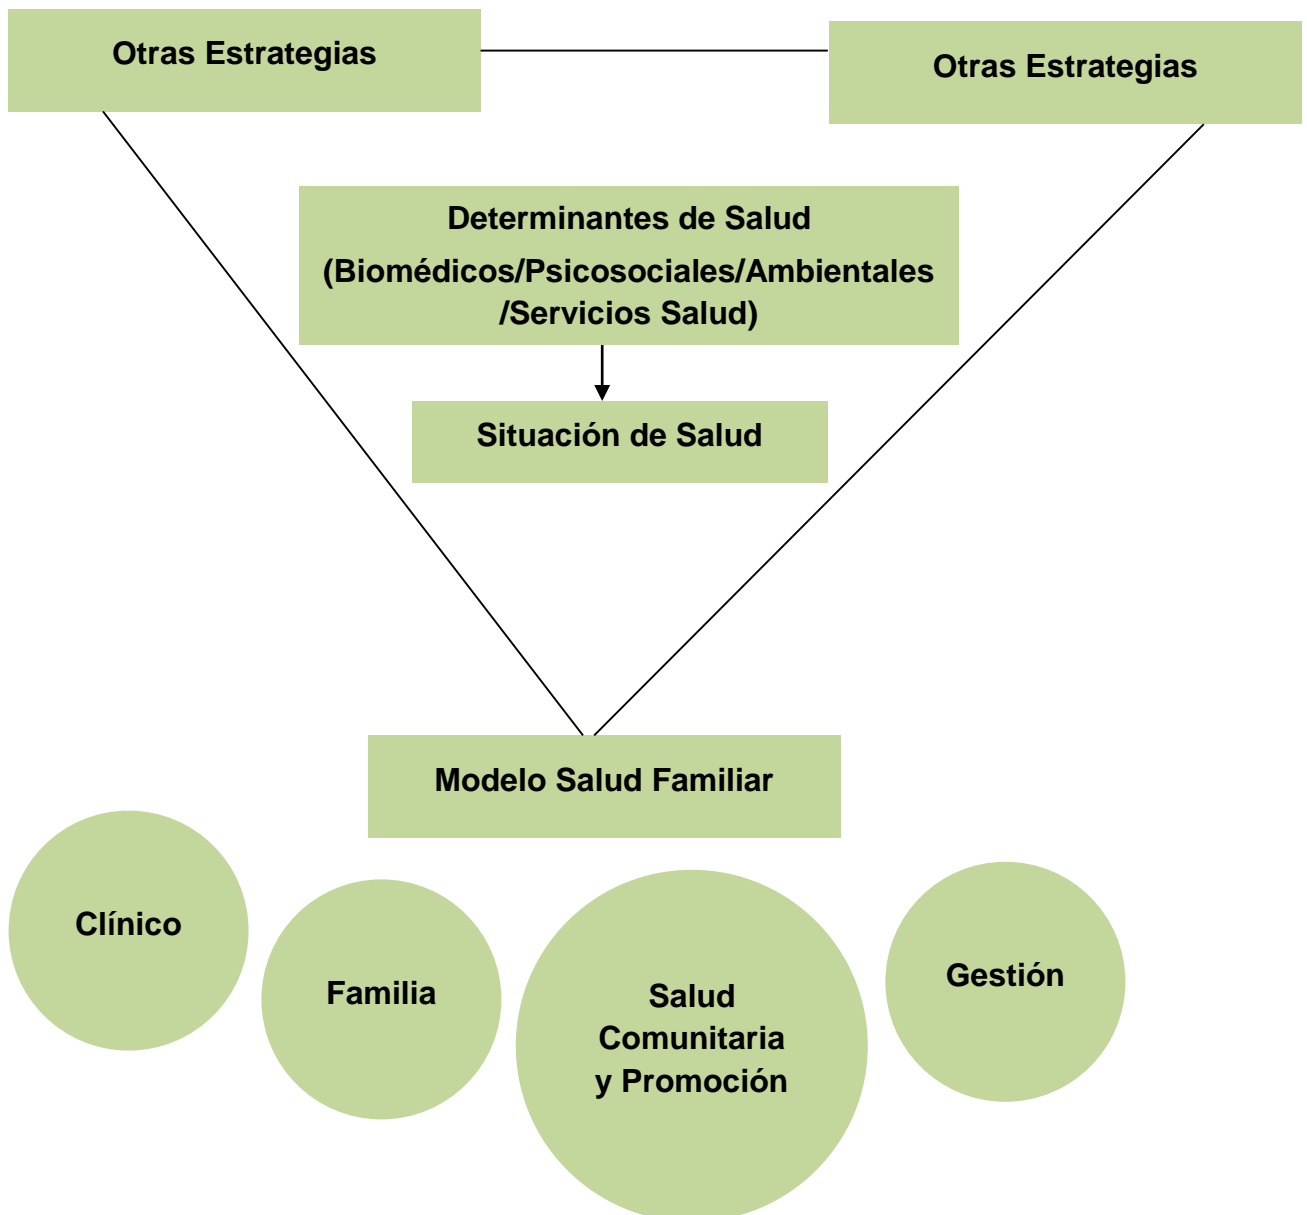 Otras Estrategias
Otras Estrategias
Determinantes de Salud
(Biomédicos/Psicosociales/Ambientales
/Servicios Salud)
Situación de Salud
Modelo Salud Familiar
Clínico
Familia
Salud
Comunitaria
y Promoción
Gestión